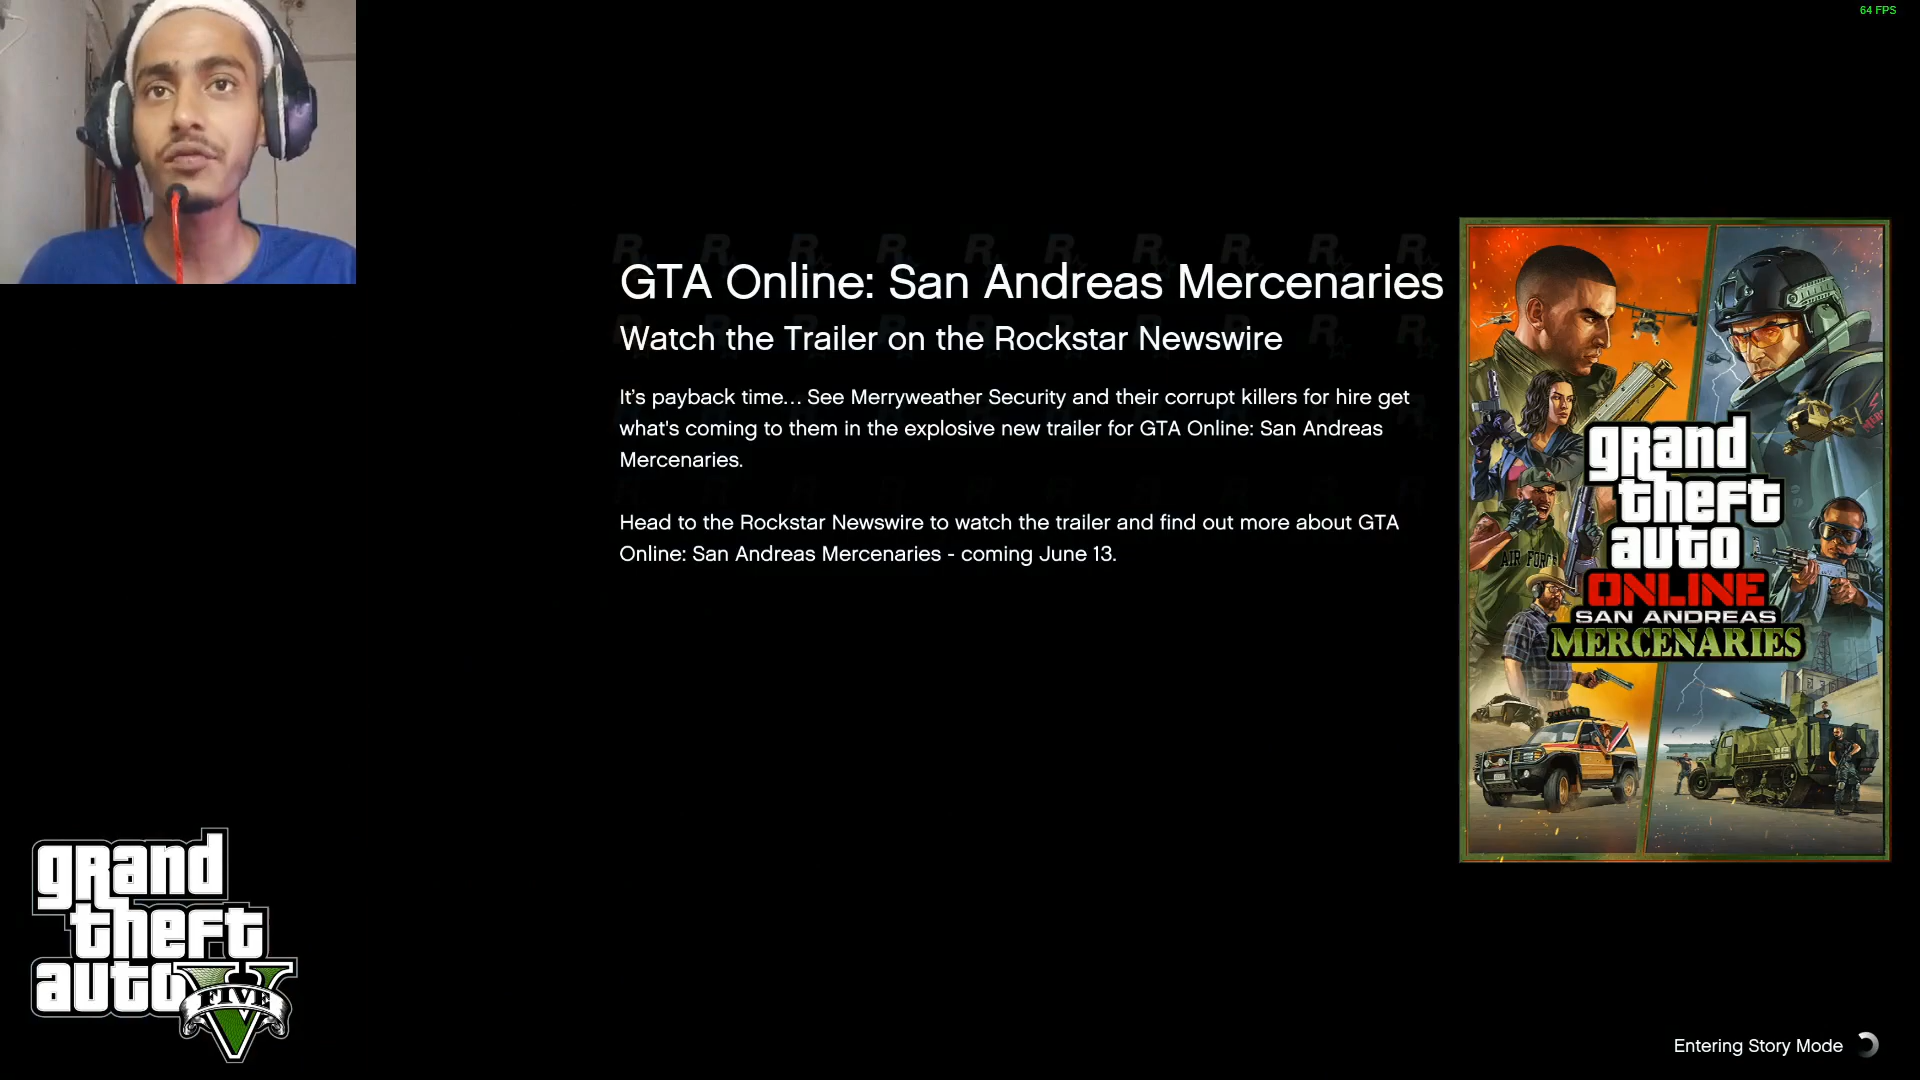 64 FPS
GTA Online: San Andreas Mercenaries
Watch the Trailer on the Rockstar Newswire
It's payback time... See Merryweather Security and their corrupt killers for hire get
what's coming to them in the explosive new trailer for GTA Online: San Andreas
Mercenaries.
Head to the Rockstar Newswire to watch the trailer and find out more about GTA
Online: San Andreas Mercenaries - coming June 13.
grand
theft
auto
ONLINE
SAN ANDREAS
MERCENARIES
AIR FORCE
grand
theft
auto
V
FIVE
Entering Story Mode